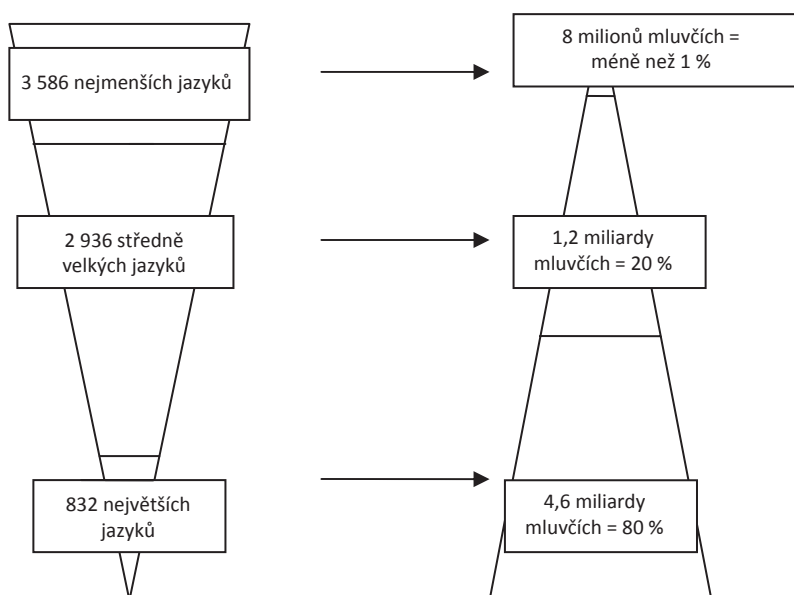 3 586 nejmenších jazyků
8 milionů mluvčích =
méně než 1 %
2 936 středně
velkých jazyků
1,2 miliardy
mluvčích = 20 %
832 největších
jazyků
4,6 miliardy
mluvčích = 80 %